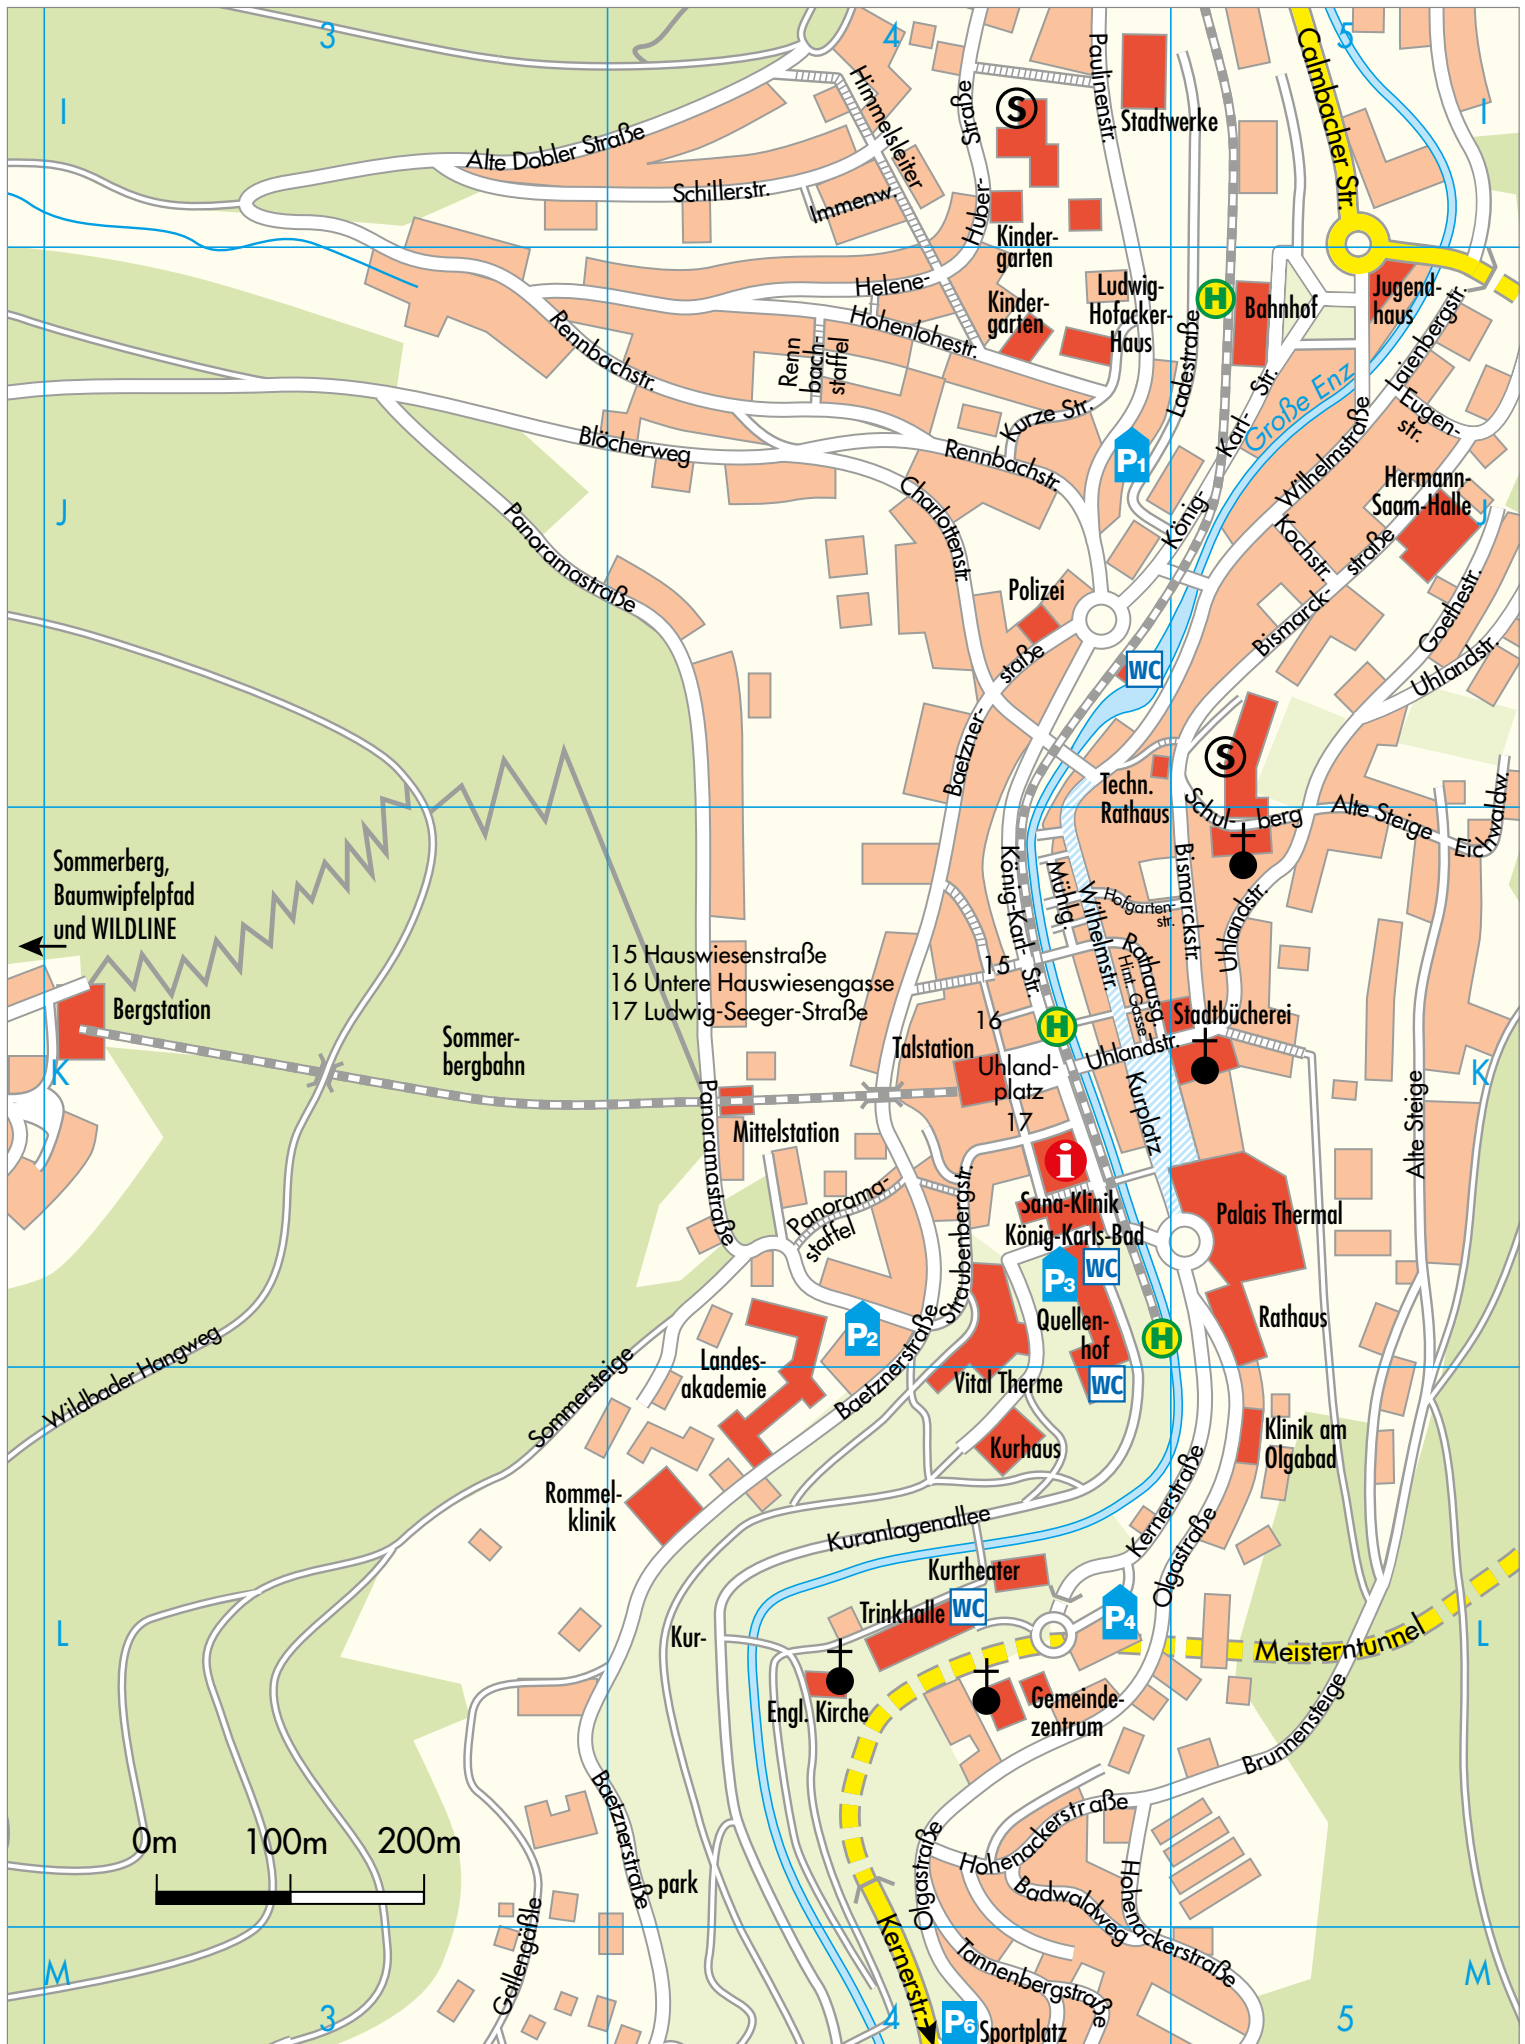 3
4
5
I
I
Calmbacher Str.
Paulinenstr.
Stadtwerke
Himmelsleiter
Straße
Huber-
S
Alte Dobler Straße
Schillerstr.
Immenw.
Kinder-
garten
Helene-
Kinder-
garten
Ludwig-
Hofacker-
Haus
H
Bahnhof
Jugend-
haus
Rennbachstr.
Hohenlohestr.
Renn
bach-
staffel
Ladestraße
Karl-
Str.
Große Enz
Laienbergstr.
Eugen-
str.
Kurze Str.
Blöcherweg
Rennbachstr.
P1
Wilhelmstraße
Hermann-
Saam-Halle
J
J
Charlottenstr.
König-
Kochstr.
Panoramastraße
Bismarck-
straße
Goethestr.
Uhlandstr.
Polizei
Baetzner-
staße
WC
S
Techn.
Rathaus
Schul-
berg
Alte Steige
Eichwaldw.
Sommerberg,
Baumwipfelpfad
und WILDLINE
König-Karl-
Str.
Mühlg.
Wilhelmstr.
Hofgarten-
str.
Bismarckstr.
Uhlandstr.
15 Hauswiesenstraße
16 Untere Hauswiesengasse
17 Ludwig-Seeger-Straße
15
16
Rathausg.
Hint. Gasse
Stadtbücherei
H
Bergstation
Sommer-
bergbahn
Talstation
Uhland-
platz
Uhlandstr.
K
K
17
Kurplatz
Alte Steige
Panoramastraße
Mittelstation
i
Sana-Klinik
König-Karls-Bad
Palais Thermal
Panorama-
staffel
Straubenbergstr.
P3
WC
P2
Quellen-
hof
H
Rathaus
Wildbader Hangweg
Sommersteige
Landes-
akademie
Baetznerstraße
Vital Therme
WC
Kurhaus
Klinik am
Olgabad
Rommel-
klinik
Kuranlagenallee
Kernerstraße
Olgastraße
Kurtheater
Trinkhalle
WC
P4
L
L
Kur-
Meisterntunnel
Engl. Kirche
Gemeinde-
zentrum
Brunnensteige
Baetznerstraße
0m
100m
200m
park
Olgastraße
Hohenackerstraße
Badwaldweg
Hohenackerstraße
Gallengäßle
Kernerstr.
Tannenbergstraße
M
M
3
4
P6
Sportplatz
5